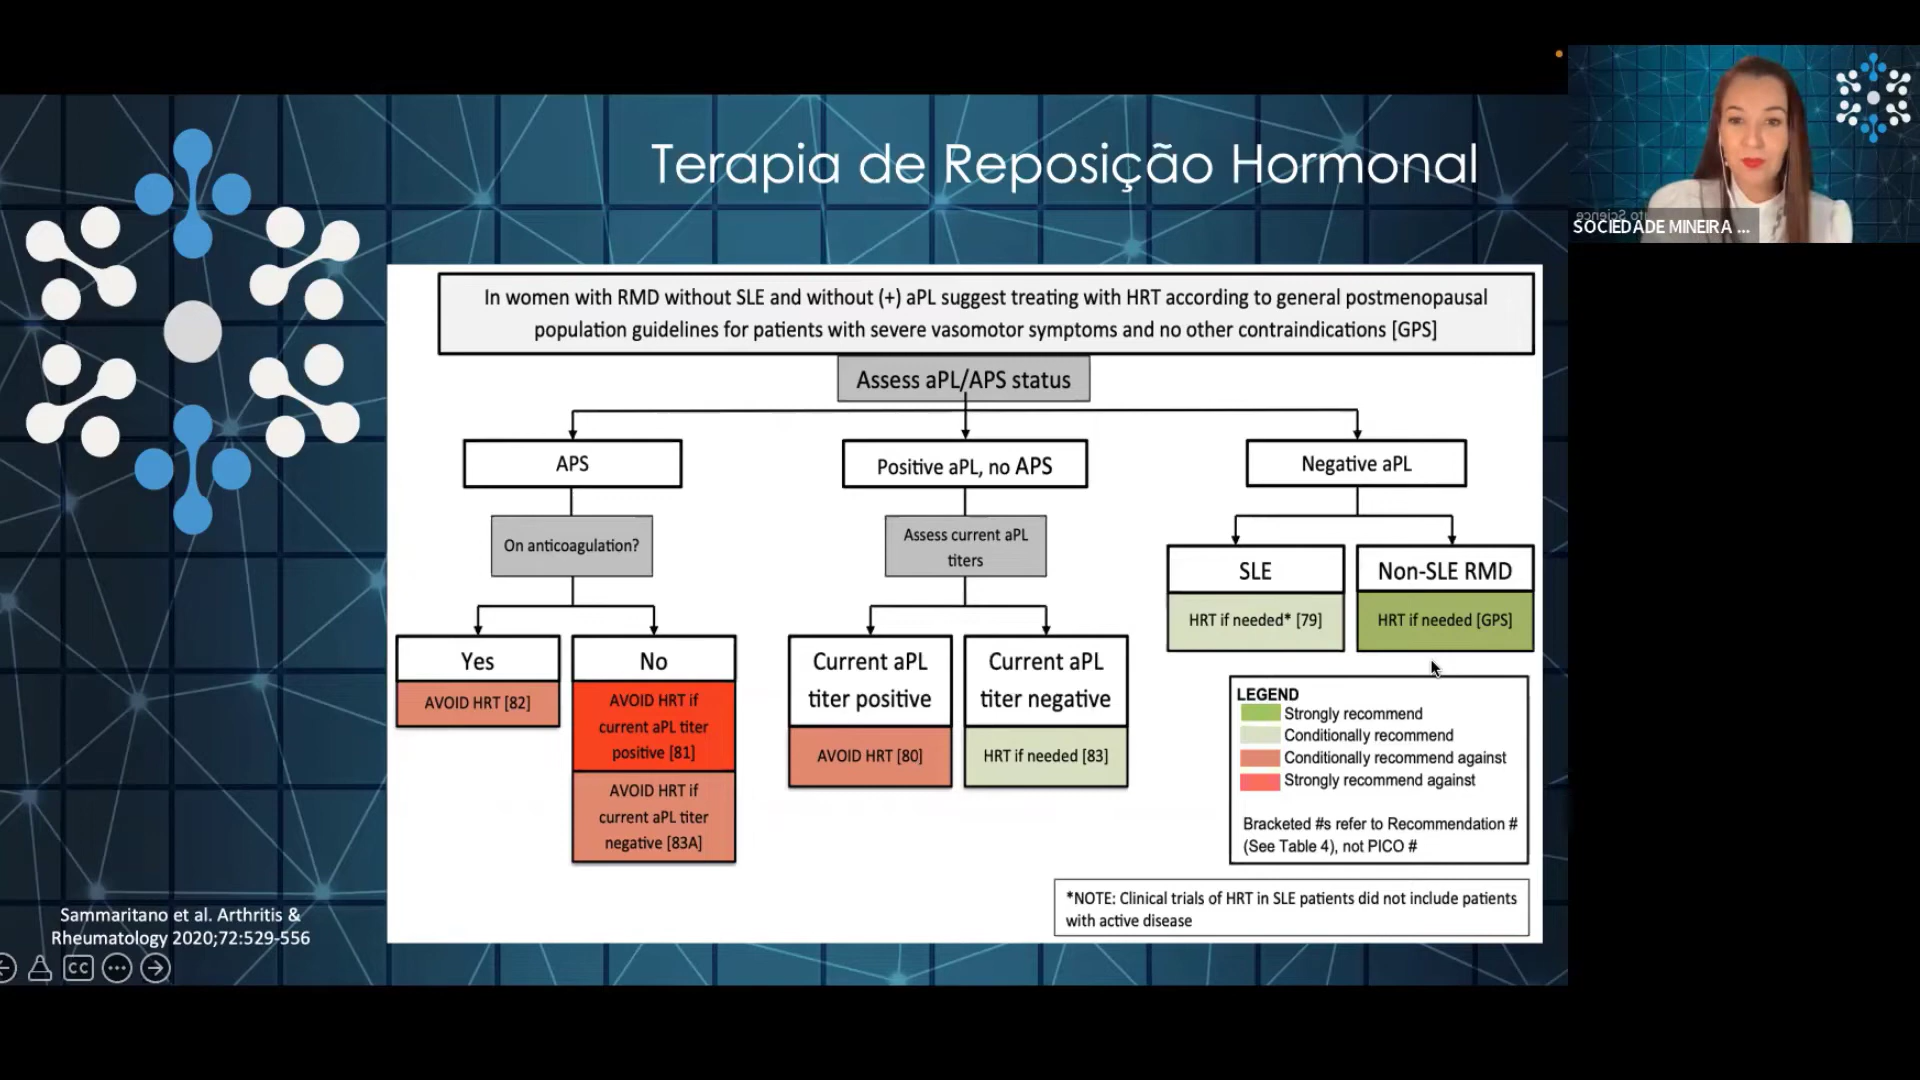 Terapia de Reposição Hormonal
SOCIEDADE MINEIRA ...
In women with RMD without SLE and without (+) aPL suggest treating with HRT according to general postmenopausal
population guidelines for patients with severe vasomotor symptoms and no other contraindications [GPS]
Assess aPL/APS status
APS
Positive aPL, no APS
Negative aPL
On anticoagulation?
Assess current aPL
titers
SLE
Non-SLE RMD
HRT if needed* [79]
HRT if needed [GPS]
Yes
No
Current aPL
titer positive
Current aPL
titer negative
AVOID HRT [82]
AVOID HRT if
current aPL titer
positive [81]
AVOID HRT if
current aPL titer
negative [83A]
AVOID HRT [80]
HRT if needed [83]
LEGEND
Strongly recommend
Conditionally recommend
Conditionally recommend against
Strongly recommend against
Bracketed #s refer to Recommendation #
(See Table 4), not PICO #
*NOTE: Clinical trials of HRT in SLE patients did not include patients
with active disease
Sammaritano et al. Arthritis &
Rheumatology 2020;72:529-556
CC